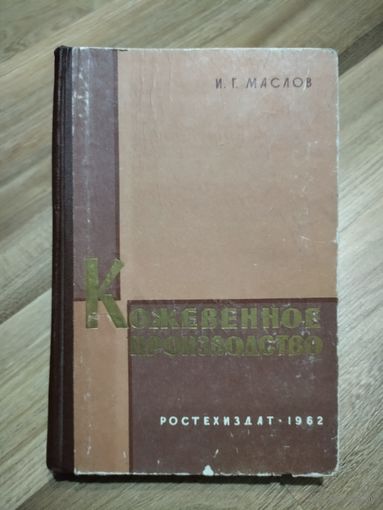 И. Г. МАСЛОВ
КОЖЕВЕННОЕ
ПРОИЗВОДСТВО
РОСТЕХИЗДАТ • 1962